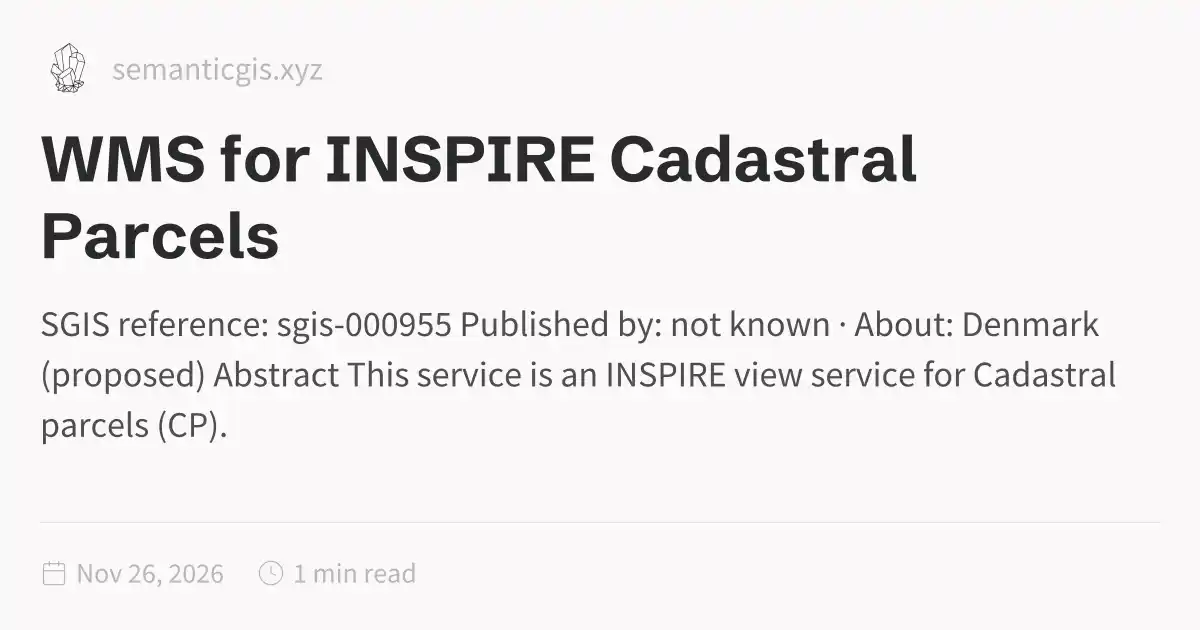 semanticgis.xyz
WMS for INSPIRE Cadastral
Parcels
SGIS reference: sgis-000955 Published by: not known · About: Denmark
(proposed) Abstract This service is an INSPIRE view service for Cadastral
parcels (CP).
Nov 26, 2026 1 min read